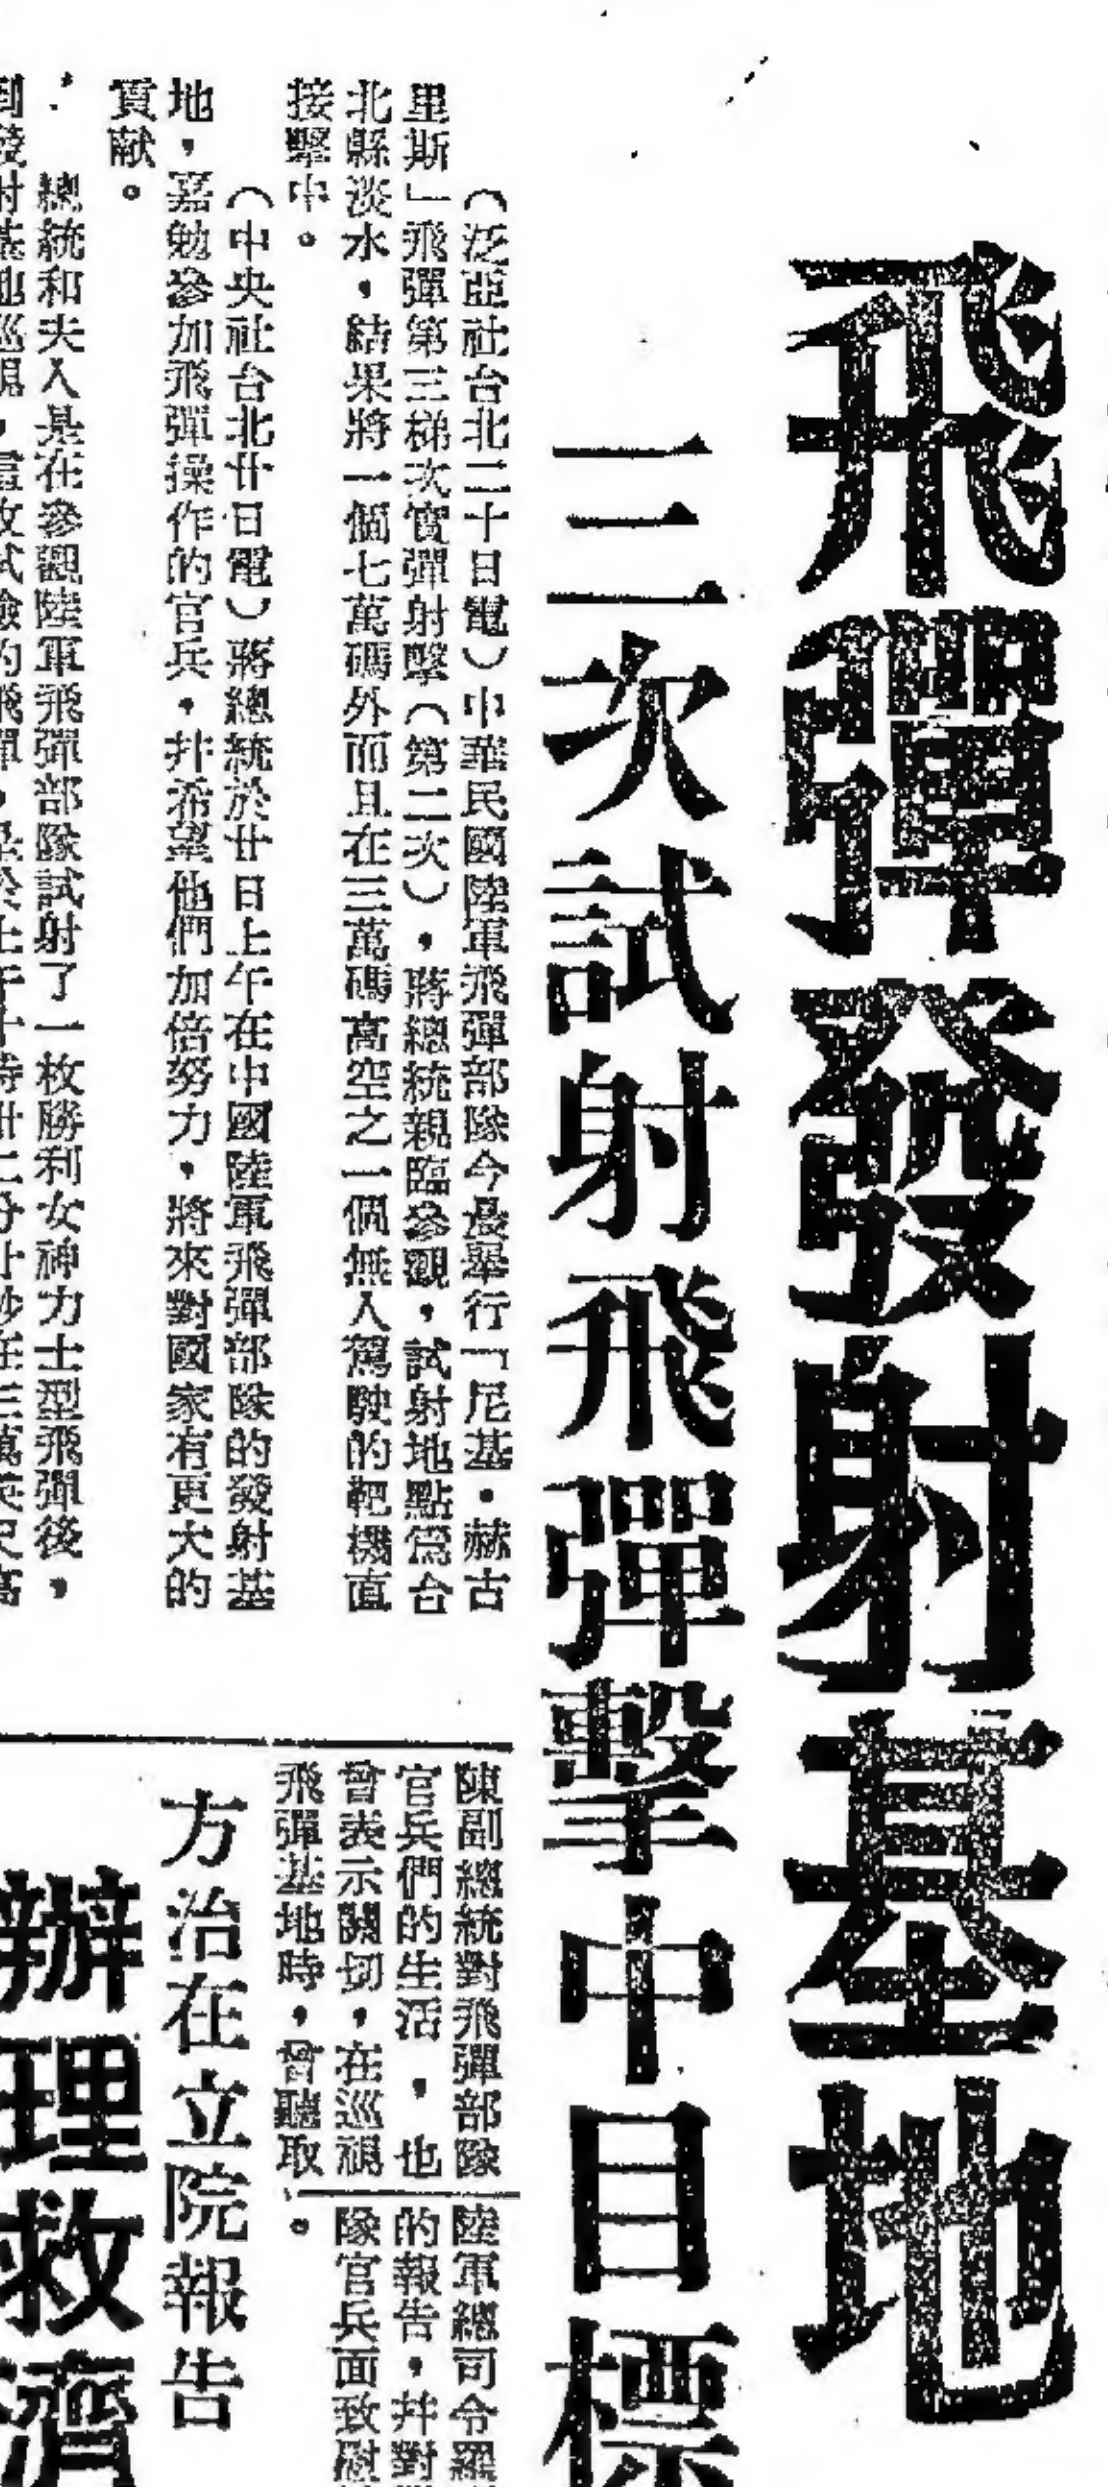 飛彈發射基地
三次試射飛彈擊中目標
（泛亞社台北二十日電）中華民國陸軍飛彈部隊今晨舉行「尼基・赫古
里斯」飛彈第三梯次實彈射擊（第二次），蔣總統親臨參觀，試射地點為台
北縣淡水，結果將一個七萬碼外而且在三萬碼高空之一個無人駕駛的靶機直
接擊中。
（中央社台北廿日電）蔣總統於廿日上午在中國陸軍飛彈部隊的發射基
地，嘉勉參加飛彈操作的官兵，并希望他們加倍努力，將來對國家有更大的
貢献。
總統和夫人是在參觀陸軍飛彈部隊試射了一枚勝利女神力士型飛彈後，
陳副總統對飛彈部隊
官兵們的生活，也
曾表示關切，在巡視
飛彈基地時，曾聽取
陸軍總司令羅
的報告，并對
隊官兵面致慰
。
方治在立院報告
辦理救濟